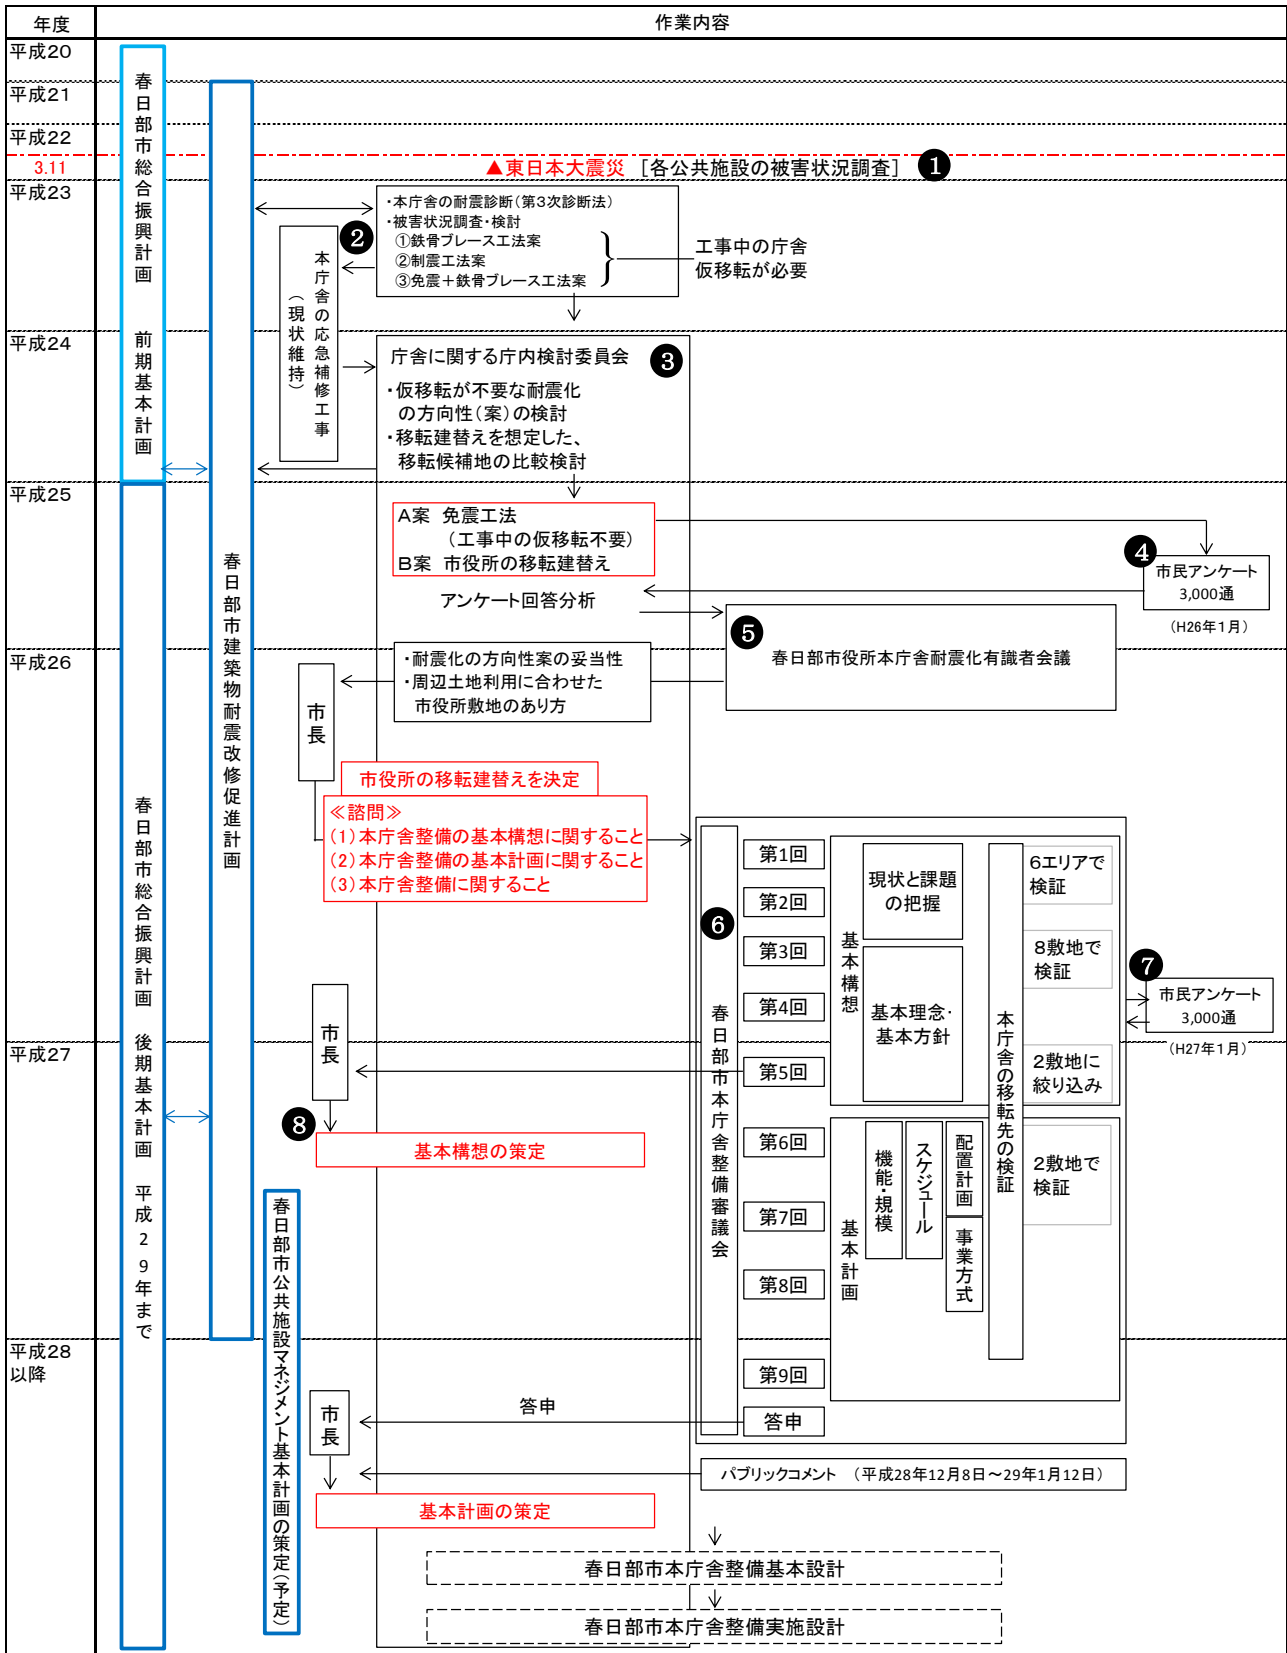 年度
作業内容
平成20
平成21
平成22
3.11
▲東日本大震災 [各公共施設の被害状況調査] ❶
平成23
・本庁舎の耐震診断(第3次診断法)
・被害状況調査・検討
①鉄骨ブレース工法案
②制震工法案
③免震＋鉄骨ブレース工法案
工事中の庁舎
仮移転が必要
❷
本庁舎の応急補修工事
(現状維持)
春日部市総合振興計画 前期基本計画
平成24
庁舎に関する庁内検討委員会
❸
・仮移転が不要な耐震化
の方向性(案)の検討
・移転建替えを想定した、
移転候補地の比較検討
平成25
A案 免震工法
(工事中の仮移転不要)
B案 市役所の移転建替え
❹
市民アンケート
3,000通
(H26年1月)
アンケート回答分析
❺
春日部市役所本庁舎耐震化有識者会議
春日部市建築物耐震改修促進計画
平成26
・耐震化の方向性案の妥当性
・周辺土地利用に合わせた
市役所敷地のあり方
市長
市役所の移転建替えを決定
≪諮問≫
(1)本庁舎整備の基本構想に関すること
(2)本庁舎整備の基本計画に関すること
(3)本庁舎整備に関すること
春日部市総合振興計画 後期基本計画 平成29年まで
❻
春日部市本庁舎整備審議会
第1回
第2回
第3回
第4回
基本構想
現状と課題
の把握
基本理念・
基本方針
本庁舎の移転先の検証
6エリアで
検証
8敷地で
検証
❼
市民アンケート
3,000通
(H27年1月)
市長
平成27
第5回
2敷地に
絞り込み
❽
基本構想の策定
第6回
第7回
第8回
基本計画
機能・規模
スケジュール
配置計画
事業方式
2敷地で
検証
春日部市公共施設マネジメント基本計画の策定(予定)
平成28
以降
第9回
答申
答申
市長
パブリックコメント (平成28年12月8日～29年1月12日)
基本計画の策定
春日部市本庁舎整備基本設計
春日部市本庁舎整備実施設計